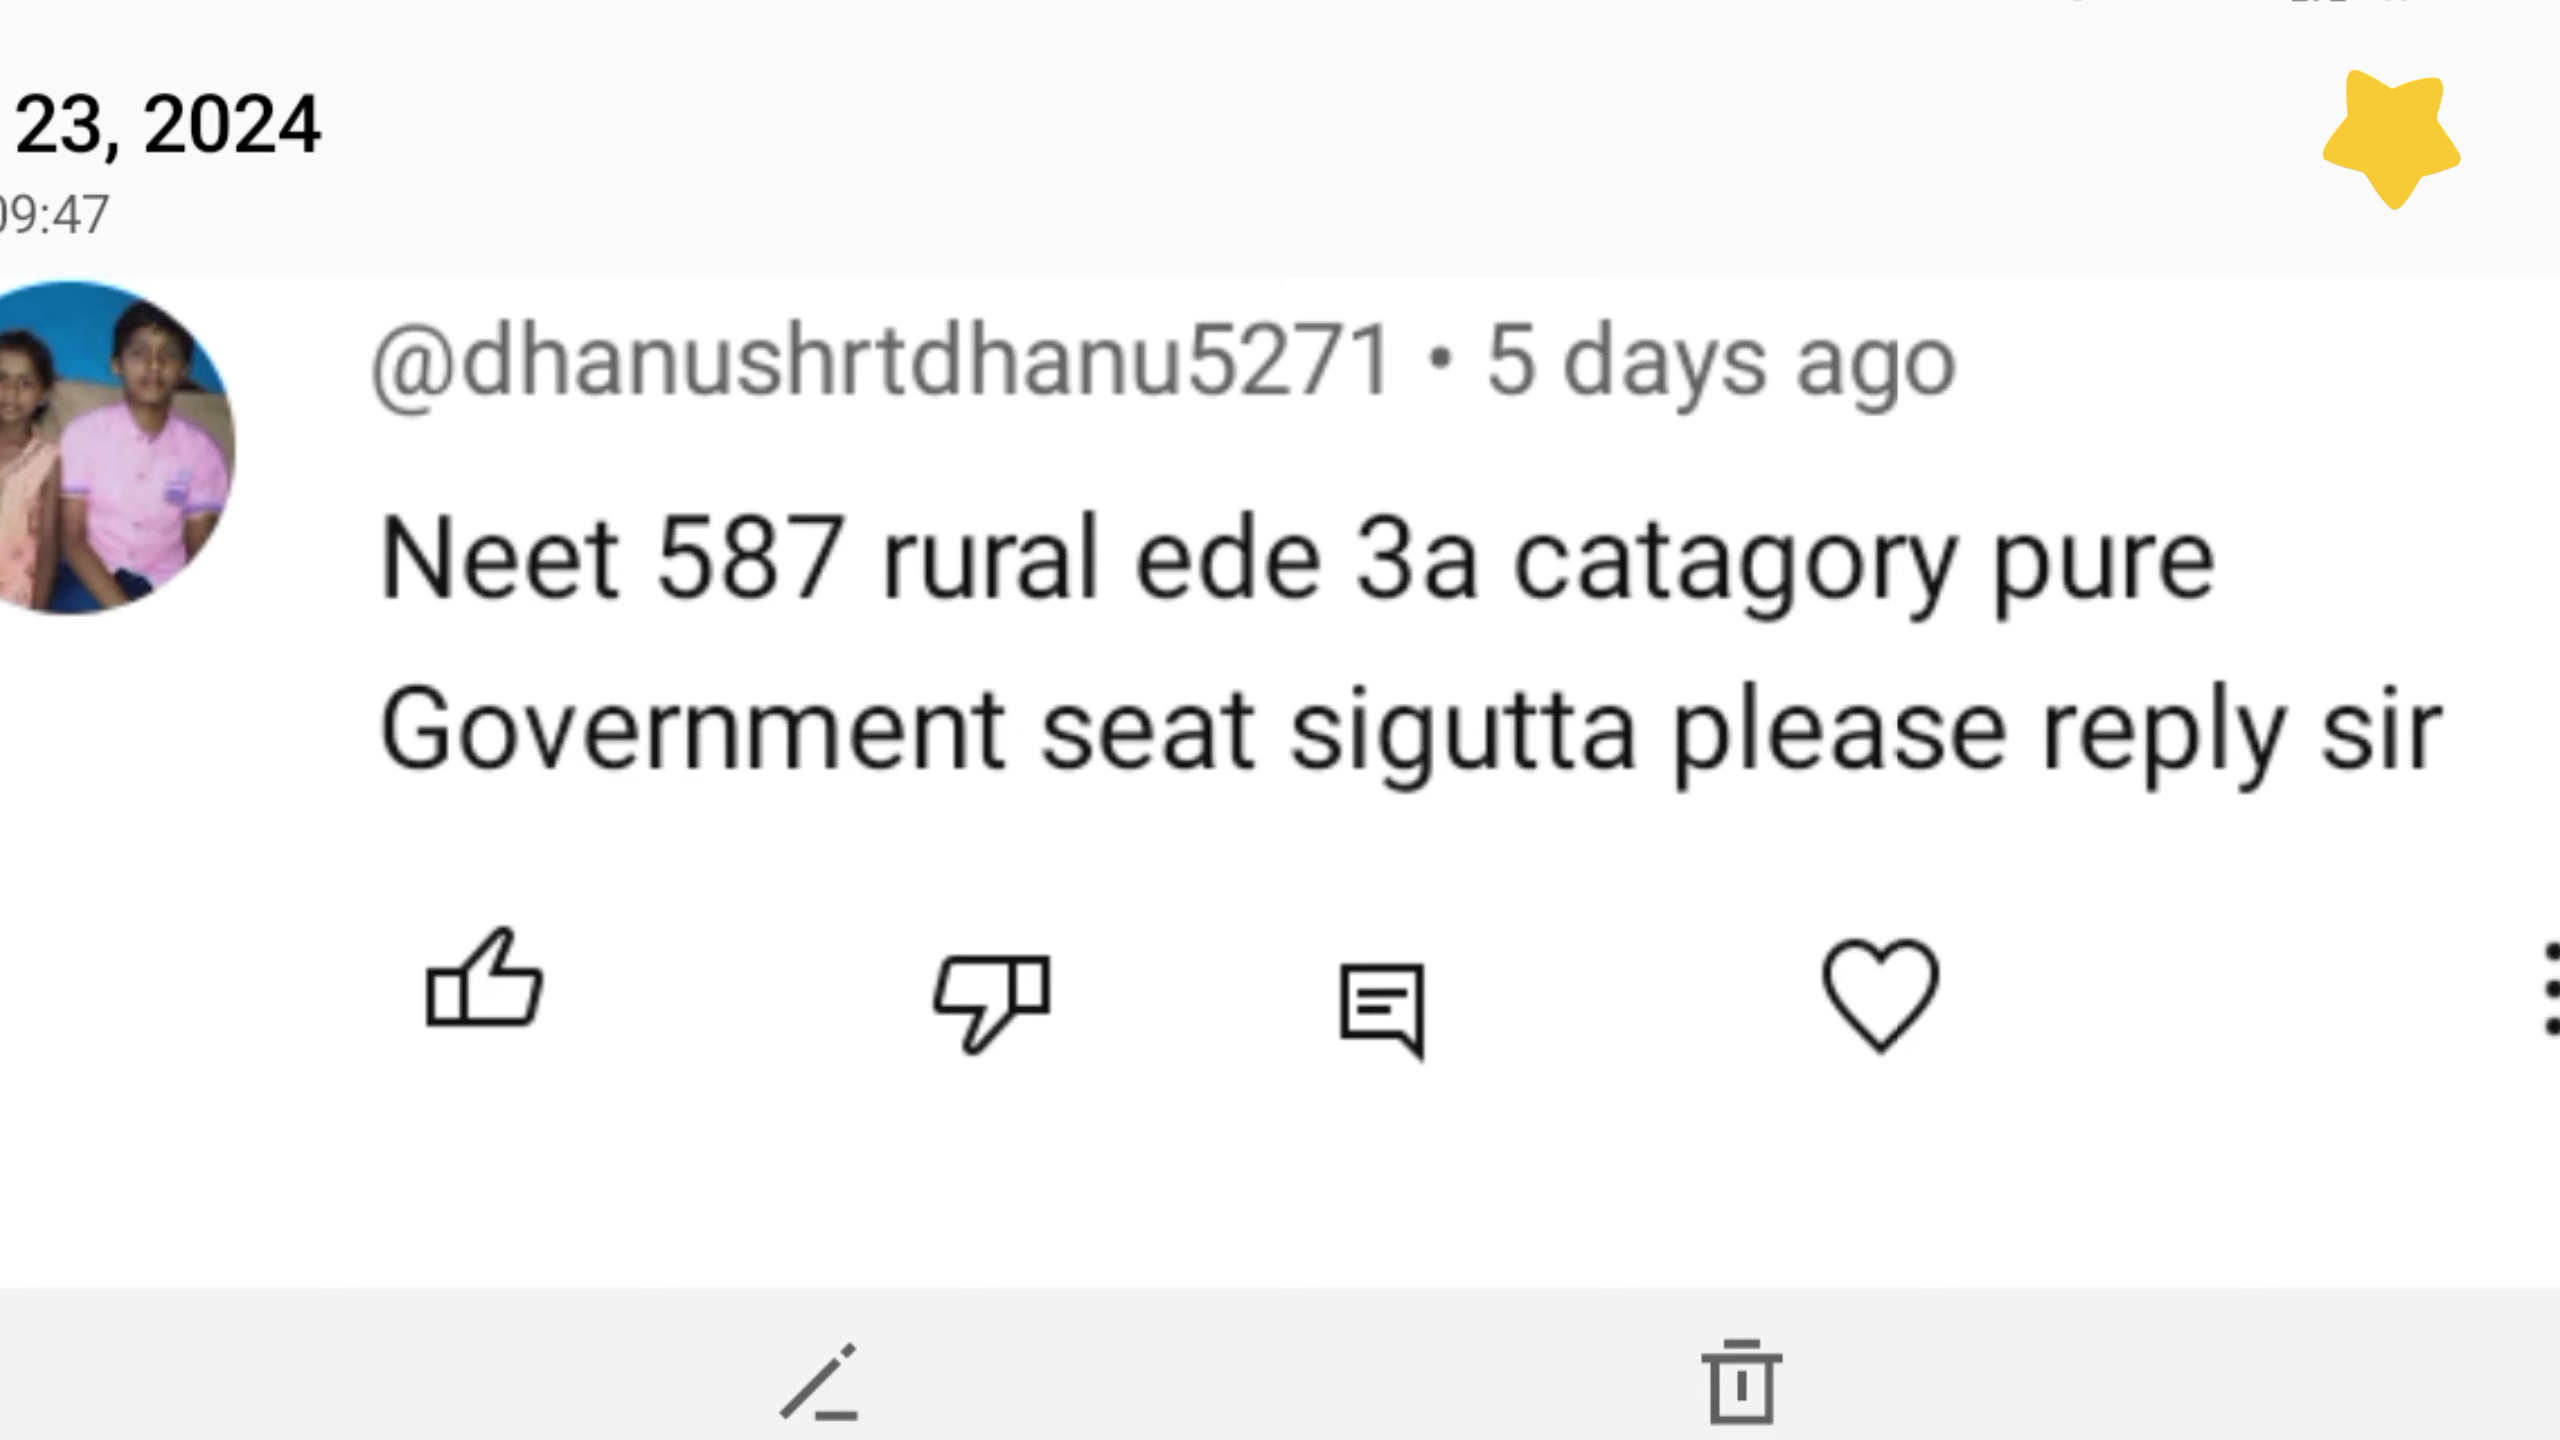 23, 2024
09:47
@dhanushrtdhanu5271 • 5 days ago
Neet 587 rural ede 3a catagory pure
Government seat sigutta please reply sir